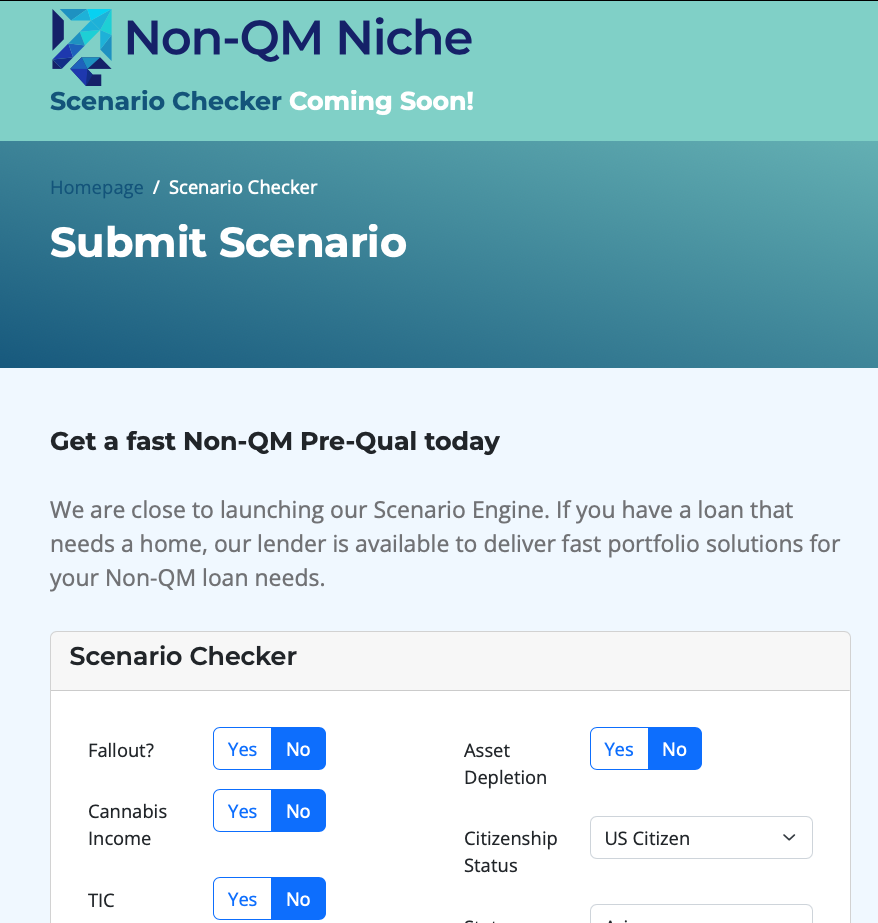 Non-QM Niche
Scenario Checker Coming Soon!
Homepage / Scenario Checker
Submit Scenario
Get a fast Non-QM Pre-Qual today
We are close to launching our Scenario Engine. If you have a loan that
needs a home, our lender is available to deliver fast portfolio solutions for
your Non-QM loan needs.
Scenario Checker
Fallout?
Yes No
Cannabis
Income
Yes No
TIC
Yes No
Asset
Depletion
Yes No
Citizenship
Status
US Citizen